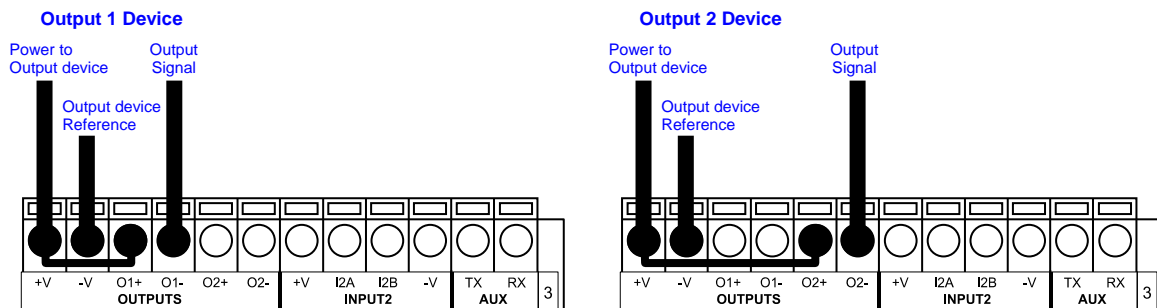 Output 1 Device
Power to
Output device
Output
Signal
Output device
Reference
+V -V O1+ O1- O2+ O2- +V I2A I2B -V TX RX
OUTPUTS INPUT2 AUX 3
Output 2 Device
Power to
Output device
Output
Signal
Output device
Reference
+V -V O1+ O1- O2+ O2- +V I2A I2B -V TX RX
OUTPUTS INPUT2 AUX 3